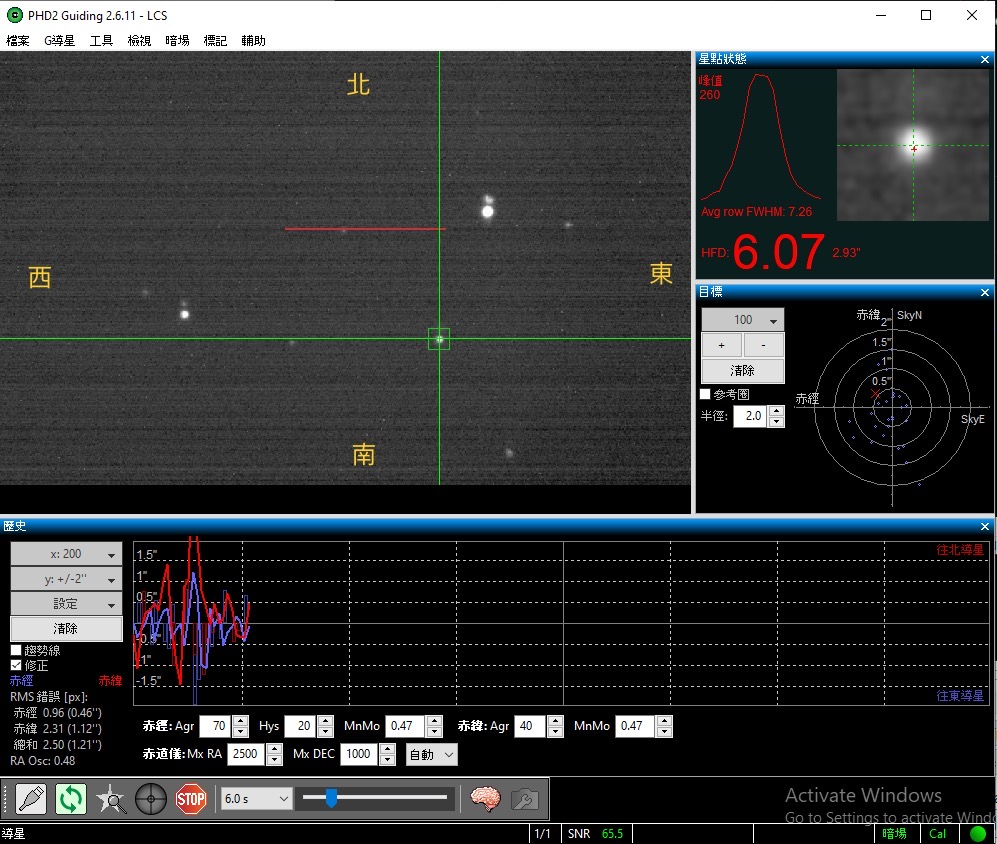 PHD2 Guiding 2.6.11 - LCS
檔案 G導星 工具 檢視 暗場 標記 輔助
北
西
東
南
星點狀態
峰值
260
Avg row FWHM: 7.26
HFD: 6.07 2.93"
目標
100
+ -
清除
參考圈
半徑: 2.0
赤緯 SkyN
2"
1.5"
1"
0.5"
赤經
SkyE
歷史
x: 200
y: +/-2"
設定
清除
趨勢線
修正
赤經 赤緯
RMS 錯誤 [px]:
赤經 0.96 (0.46")
赤緯 2.31 (1.12")
總和 2.50 (1.21")
RA Osc: 0.48
1.5"
1"
0.5"
-0.5"
-1"
-1.5"
往北導星
往東導星
赤經: Agr 70 Hys 20 MnMo 0.47 赤緯: Agr 40 MnMo 0.47
赤道儀: Mx RA 2500 Mx DEC 1000 自動
STOP
6.0 s
Activate Windows
Go to Settings to activate Windo
導星
1/1 SNR 65.5 暗場 Cal